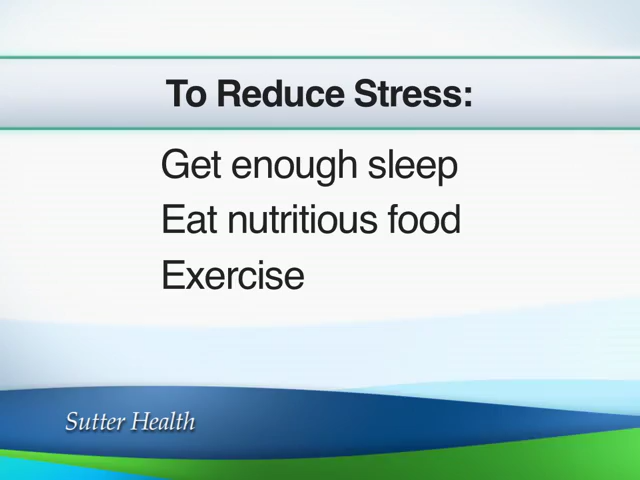 To Reduce Stress:
Get enough sleep
Eat nutritious food
Exercise
Sutter Health